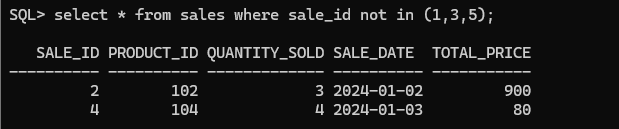 SQL> select * from sales where sale_id not in (1,3,5);
SALE_ID PRODUCT_ID QUANTITY_SOLD SALE_DATE TOTAL_PRICE
---------- ---------- ------------- ---------- -----------
2 102 3 2024-01-02 900
4 104 4 2024-01-03 80